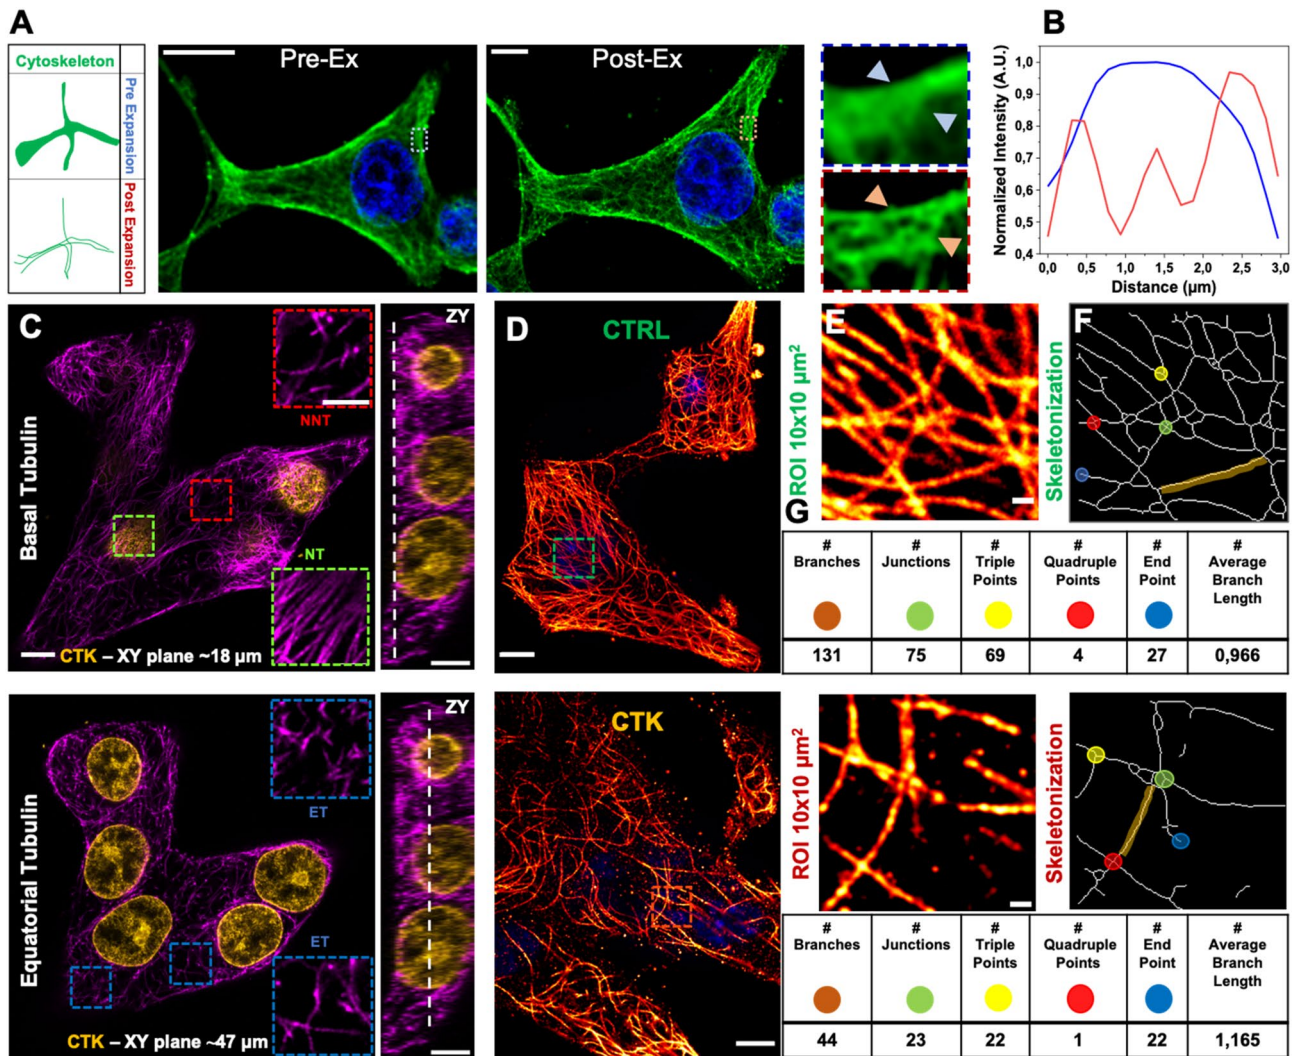 A
B
Cytoskeleton
Pre Expansion
Post Expansion
Pre-Ex
Post-Ex
Normalized Intensity (A.U.)
1,0
0,9
0,8
0,7
0,6
0,5
0,4
0,0
0,5
1,0
1,5
2,0
2,5
3,0
Distance (µm)
C
Basal Tubulin
NNT
-NT
CTK – XY plane ~18 µm
ZY
D
CTRL
E
ROI 10x10 µm²
F
Skeletonization
G
# Branches
# Junctions
# Triple Points
# Quadruple Points
# End Point
# Average Branch Length
131 75 69 4 27 0,966
Equatorial Tubulin
ET
ET
CTK – XY plane ~47 µm
ZY
CTK
ROI 10x10 µm²
Skeletonization
# Branches
# Junctions
# Triple Points
# Quadruple Points
# End Point
# Average Branch Length
44 23 22 1 22 1,165